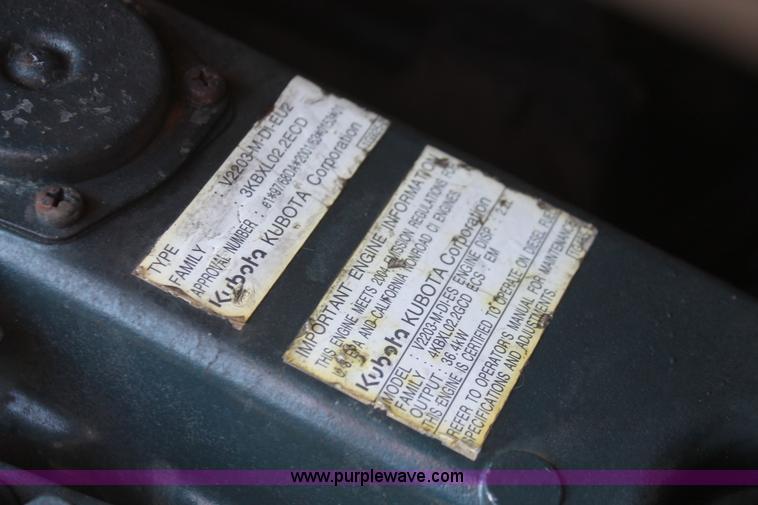 TYPE : V2203-M-DI-EU2
FAMILY : 3KBXL02.2ECD
APPROVAL NUMBER :
Kubota KUBOTA Corporation
IMPORTANT ENGINE INFORMATION
THIS ENGINE MEETS 2004 EMISSION REGULATIONS FOR
U.S. EPA AND CALIFORNIA NONROAD CI ENGINES.
Kubota KUBOTA Corporation
MODEL : V2203-M-DI-ES ENGINE DISP :
FAMILY : 4KBXL02.2GCD ECS : EM
OUTPUT : 36.4kW
THIS ENGINE IS CERTIFIED TO OPERATE ON DIESEL FUEL
REFER TO OPERATOR'S MANUAL FOR MAINTENANCE
SPECIFICATIONS AND ADJUSTMENTS
www.purplewave.com